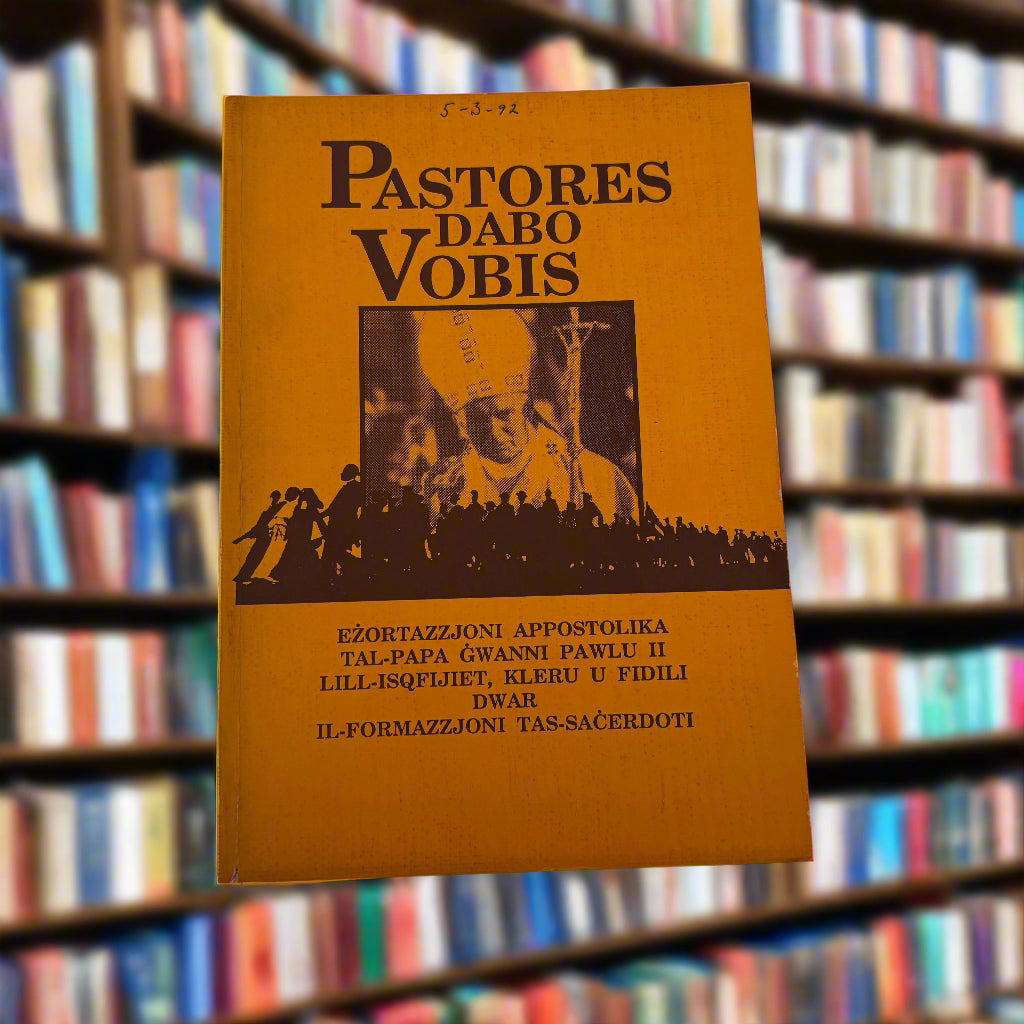 5-3-92
PASTORES
DABO
VOBIS
EŻORTAZZJONI APPOSTOLIKA
TAL-PAPA ĠWANNI PAWLU II
LILL-ISQFIJIET, KLERU U FIDILI
DWAR
IL-FORMAZZJONI TAS-SAĊERDOTI